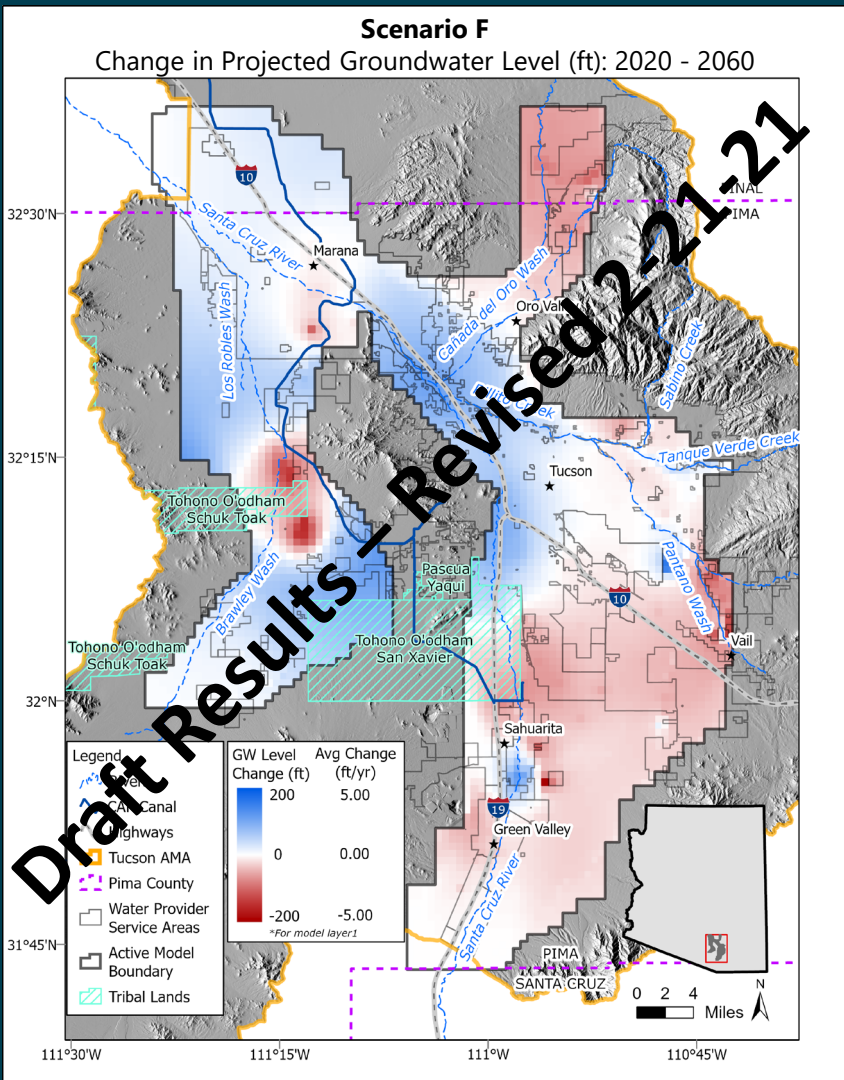 Scenario F
Change in Projected Groundwater Level (ft): 2020 - 2060
Draft Results – Revised 2-21-21
32°30'N
32°15'N
32°N
31°45'N
111°30'W
111°15'W
111°W
110°45'W
PIMA
10
Santa Cruz River
Marana
Los Robles Wash
Cañada del Oro Wash
Oro Valley
Sabino Creek
Creek
Tanque Verde Creek
Tucson
Tohono O'odham
Schuk Toak
Pascua
Yaqui
Pantano Wash
10
Brawley Wash
Tohono O'odham
San Xavier
Vail
Tohono O'odham
Schuk Toak
Sahuarita
19
Green Valley
Santa Cruz River
PIMA
SANTA CRUZ
Legend
CAP Canal
Highways
Tucson AMA
Pima County
Water Provider
Service Areas
Active Model
Boundary
Tribal Lands
GW Level
Change (ft)
Avg Change
(ft/yr)
200
5.00
0
0.00
-200
-5.00
*For model layer1
N
0 2 4
Miles